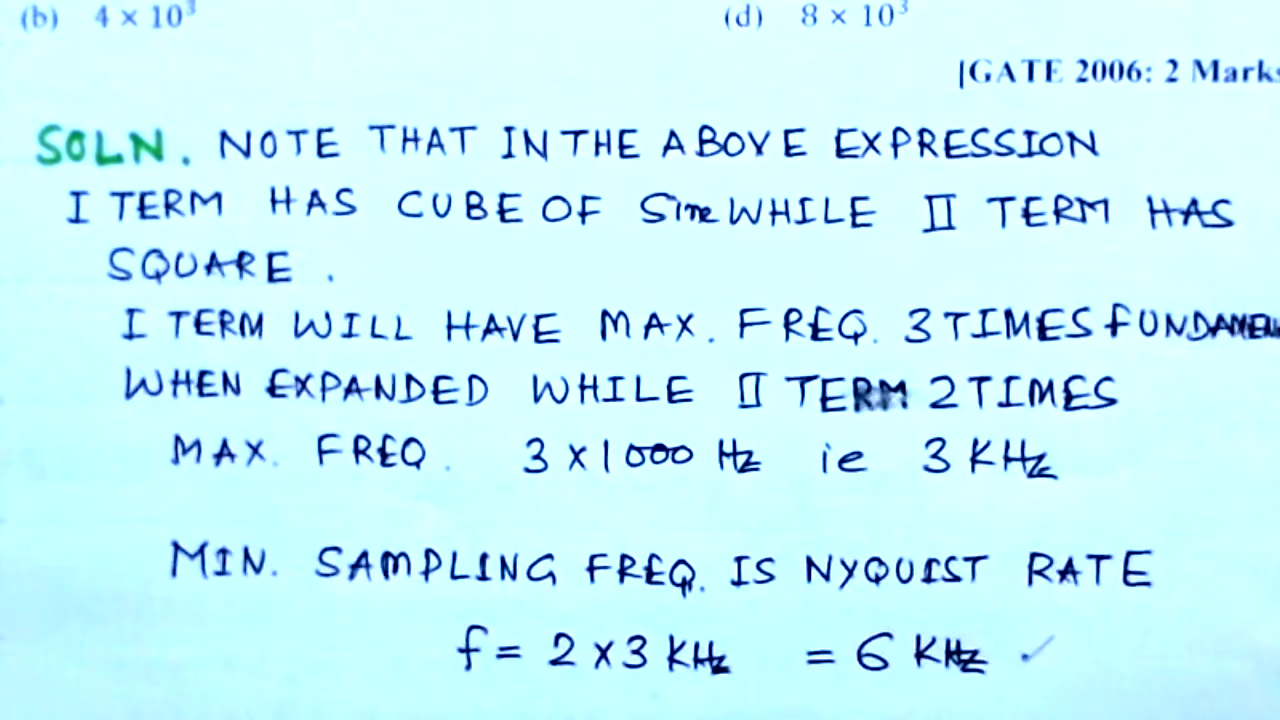 (b) 4 × 10³ (d) 8 × 10³
[GATE 2006: 2 Marks
SOLN. NOTE THAT IN THE ABOVE EXPRESSION
I TERM HAS CUBE OF Sine WHILE II TERM HAS
SQUARE.
I TERM WILL HAVE MAX. FREQ. 3 TIMES FUNDAMEN
WHEN EXPANDED WHILE II TERM 2 TIMES
MAX. FREQ. 3 × 1000 Hz ie 3 KHz
MIN. SAMPLING FREQ. IS NYQUIST RATE
f = 2 × 3 KHz = 6 KHz ✓